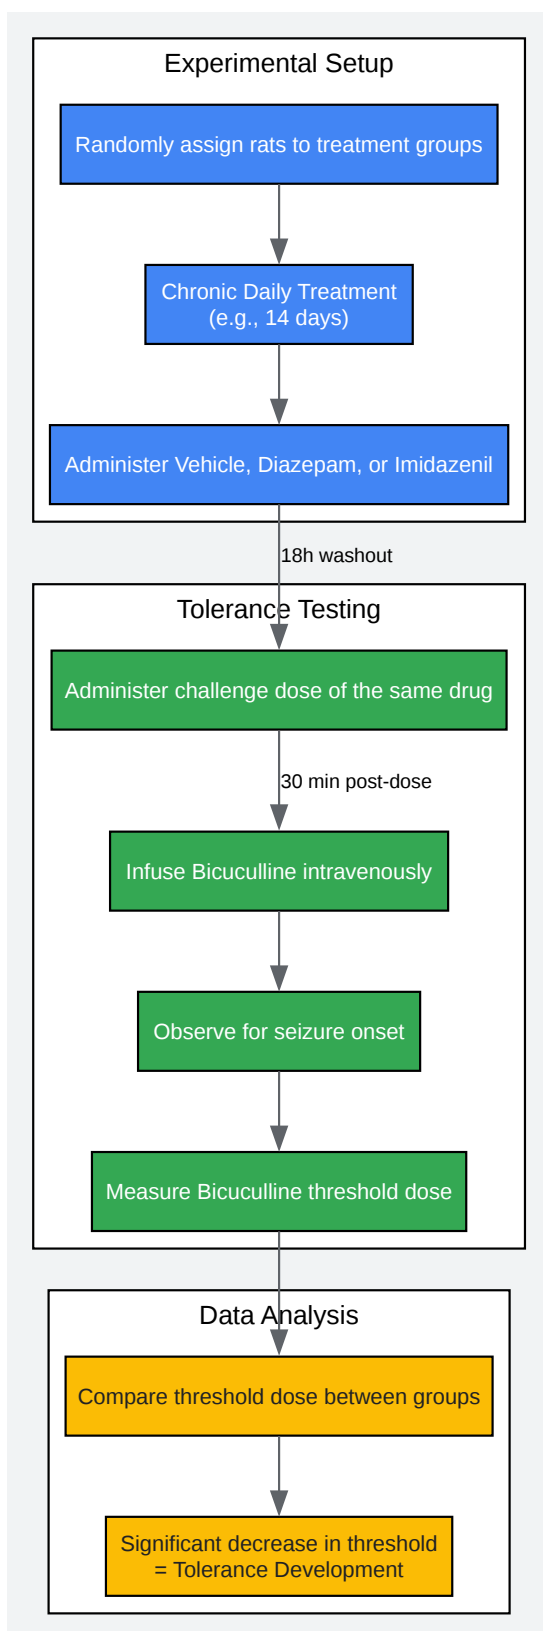 Experimental Setup
Randomly assign rats to treatment groups
Chronic Daily Treatment
(e.g., 14 days)
Administer Vehicle, Diazepam, or Imidazenil
18h washout
Tolerance Testing
Administer challenge dose of the same drug
30 min post-dose
Infuse Bicuculline intravenously
Observe for seizure onset
Measure Bicuculline threshold dose
Data Analysis
Compare threshold dose between groups
Significant decrease in threshold
= Tolerance Development